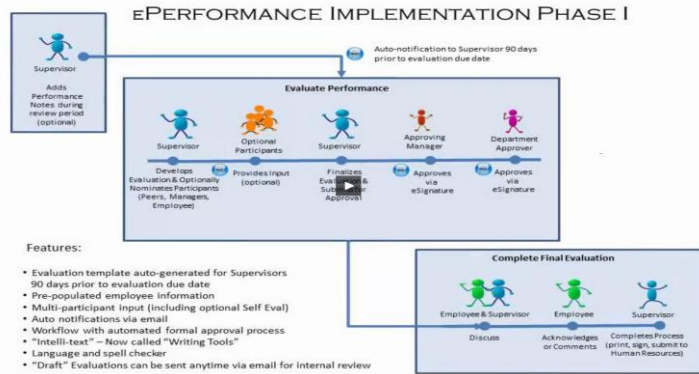 ePerformance Implementation Phase I
Auto-notification to Supervisor 90 days
prior to evaluation due date
Supervisor
Adds
Performance
Notes during
review period
(optional)
Evaluate Performance
Supervisor
Optional
Participants
Supervisor
Approving
Manager
Department
Approver
Develops
Evaluation & Optionally
Nominates Participants
(Peers, Managers,
Employee)
Provides Input
(optional)
Finalizes
Evaluation &
Submits for
Approval
Approves
via
eSignature
Approves
via
eSignature
Features:
• Evaluation template auto-generated for Supervisors
90 days prior to evaluation due date
• Pre-populated employee information
• Multi-participant input (including optional Self Eval)
• Auto notifications via email
• Workflow with automated formal approval process
• "Intelli-text" – Now called "Writing Tools"
• Language and spell checker
• "Draft" Evaluations can be sent anytime via email for internal review
Complete Final Evaluation
Employee & Supervisor
Employee
Supervisor
Discuss
Acknowledges
or Comments
Completes Process
(print, sign, submit to
Human Resources)